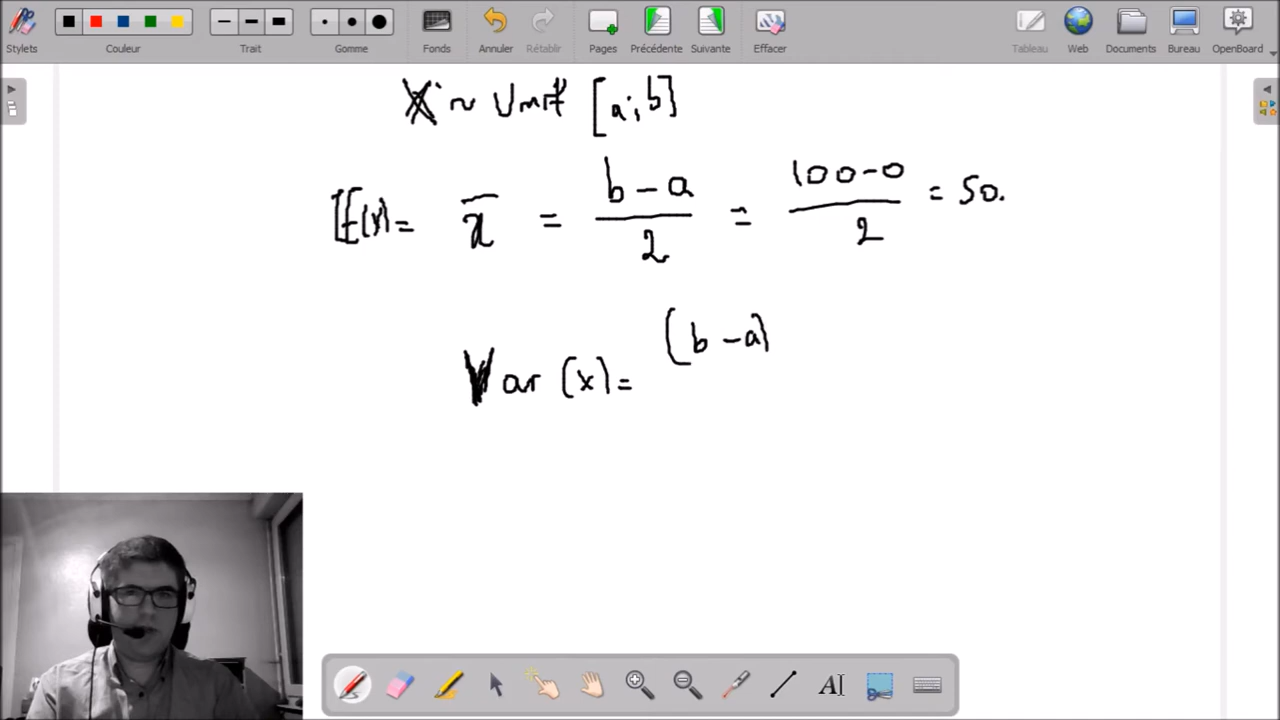 Stylets
Couleur
Trait
Gomme
Fonds
Annuler
Rétablir
Pages
Précédente
Suivante
Effacer
Tableau
Web
Documents
Bureau
OpenBoard
X ~ Unif [a; b]
E(x) = x̄ = (b - a)/2 = (100-0)/2 = 50.
Var (x) = (b - a)
AI